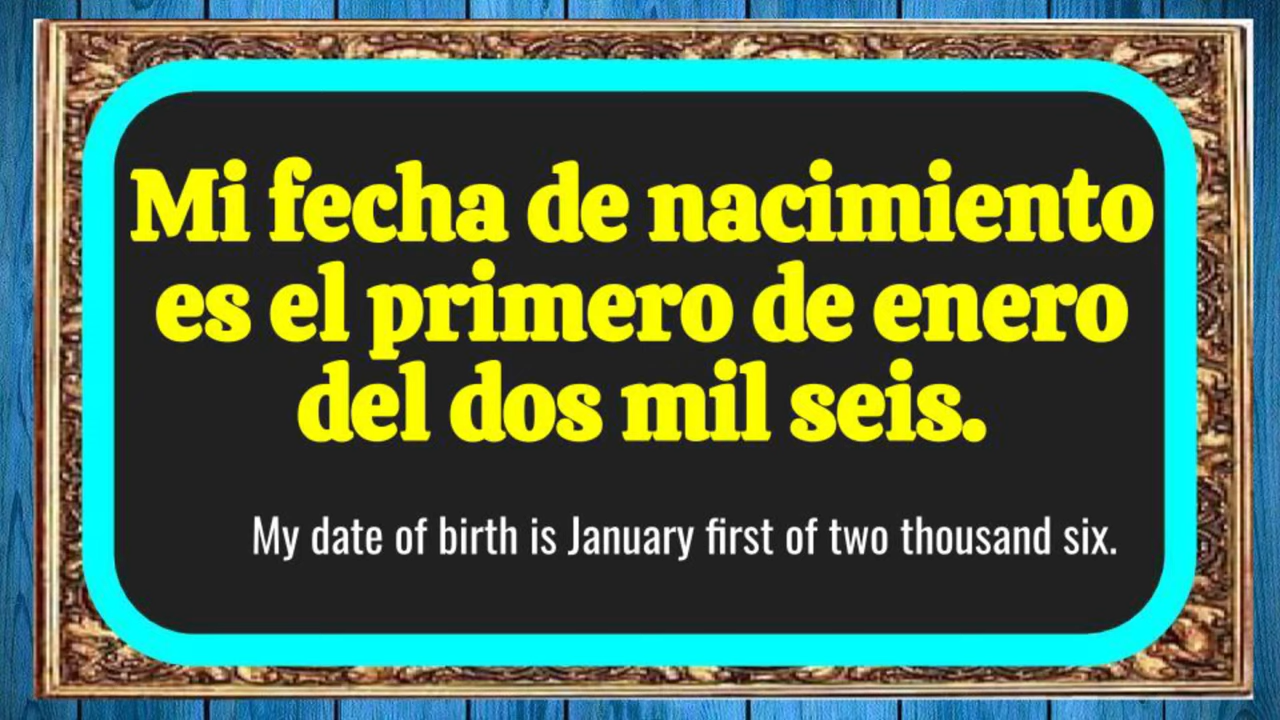 Mi fecha de nacimiento
es el primero de enero
del dos mil seis.
My date of birth is January first of two thousand six.